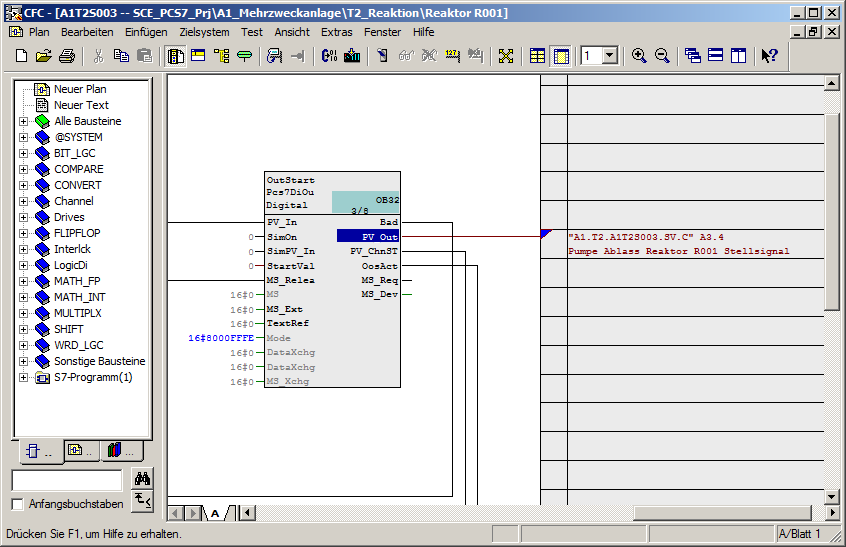 CFC - [A1T2S003 -- SCE_PCS7_Prj\A1_Mehrzweckanlage\T2_Reaktion\Reaktor R001]
Plan Bearbeiten Einfügen Zielsystem Test Ansicht Extras Fenster Hilfe
1
Neuer Plan
Neuer Text
Alle Bausteine
@SYSTEM
BIT_LGC
COMPARE
CONVERT
Channel
Drives
FLIPFLOP
Interlck
LogicDi
MATH_FP
MATH_INT
MULTIPLX
SHIFT
WRD_LGC
Sonstige Bausteine
S7-Programm(1)
Anfangsbuchstaben
OutStart
Pcs7DiOu
Digital
OB32
3/8
PV_In Bad
0 SimOn PV_Out
0 SimPV_In PV_ChnST
0 StartVal OosAct
MS_Relea MS_Req
16#0 MS MS_Dev
16#0 MS_Ext
16#0 TextRef
16#8000FFFE Mode
16#0 DataXchg
16#0 DataXchg
16#0 MS_Xchg
"A1.T2.A1T2S003.SV.C" A3.4
Pumpe Ablass Reaktor R001 Stellsignal
A
Drücken Sie F1, um Hilfe zu erhalten.
A/Blatt 1